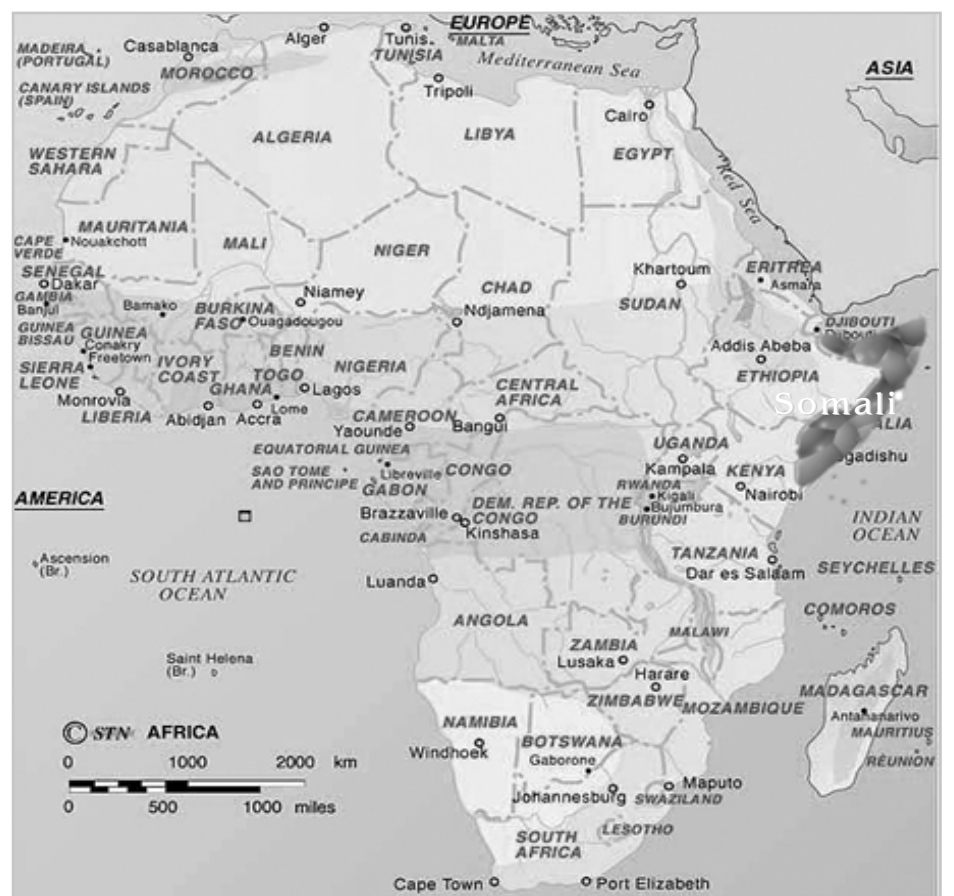 EUROPE
MADEIRA
(PORTUGAL)
Casablanca
Alger
Tunis
MALTA
TUNISIA
Mediterranean Sea
ASIA
MOROCCO
CANARY ISLANDS
(SPAIN)
Tripoli
Cairo
ALGERIA
LIBYA
EGYPT
WESTERN
SAHARA
Red Sea
MAURITANIA
CAPE
VERDE
Nouakchott
MALI
NIGER
CHAD
Khartoum
ERITREA
Asmara
SENEGAL
Dakar
GAMBIA
Banjul
Bamako
BURKINA
FASO
Niamey
Ouagadougou
Ndjamena
SUDAN
DJIBOUTI
GUINEA
BISSAU
GUINEA
Conakry
Freetown
SIERRA
LEONE
IVORY
COAST
BENIN
TOGO
GHANA
NIGERIA
Lagos
Addis Abeba
ETHIOPIA
CENTRAL
AFRICA
Somali
ALIA
Monrovia
LIBERIA
Abidjan
Accra
Lome
CAMEROON
Yaounde
Bangui
EQUATORIAL GUINEA
SAO TOME
AND PRINCIPE
Libreville
GABON
CONGO
UGANDA
Kampala
KENYA
Nairobi
gadishu
RWANDA
Kigali
Bujumbura
BURUNDI
AMERICA
DEM. REP. OF THE
CONGO
Brazzaville
Kinshasa
CABINDA
INDIAN
OCEAN
Ascension
(Br.)
SOUTH ATLANTIC
OCEAN
Luanda
TANZANIA
Dar es Salaam
SEYCHELLES
COMOROS
ANGOLA
ZAMBIA
Lusaka
MALAWI
Saint Helena
(Br.)
Harare
ZIMBABWE
MOZAMBIQUE
MADAGASCAR
Antananarivo
MAURITIUS
REUNION
© STN AFRICA
NAMIBIA
Windhoek
BOTSWANA
Gaborone
0 1000 2000 km
0 500 1000 miles
Johannesburg
Maputo
SWAZILAND
SOUTH
AFRICA
LESOTHO
Cape Town
Port Elizabeth